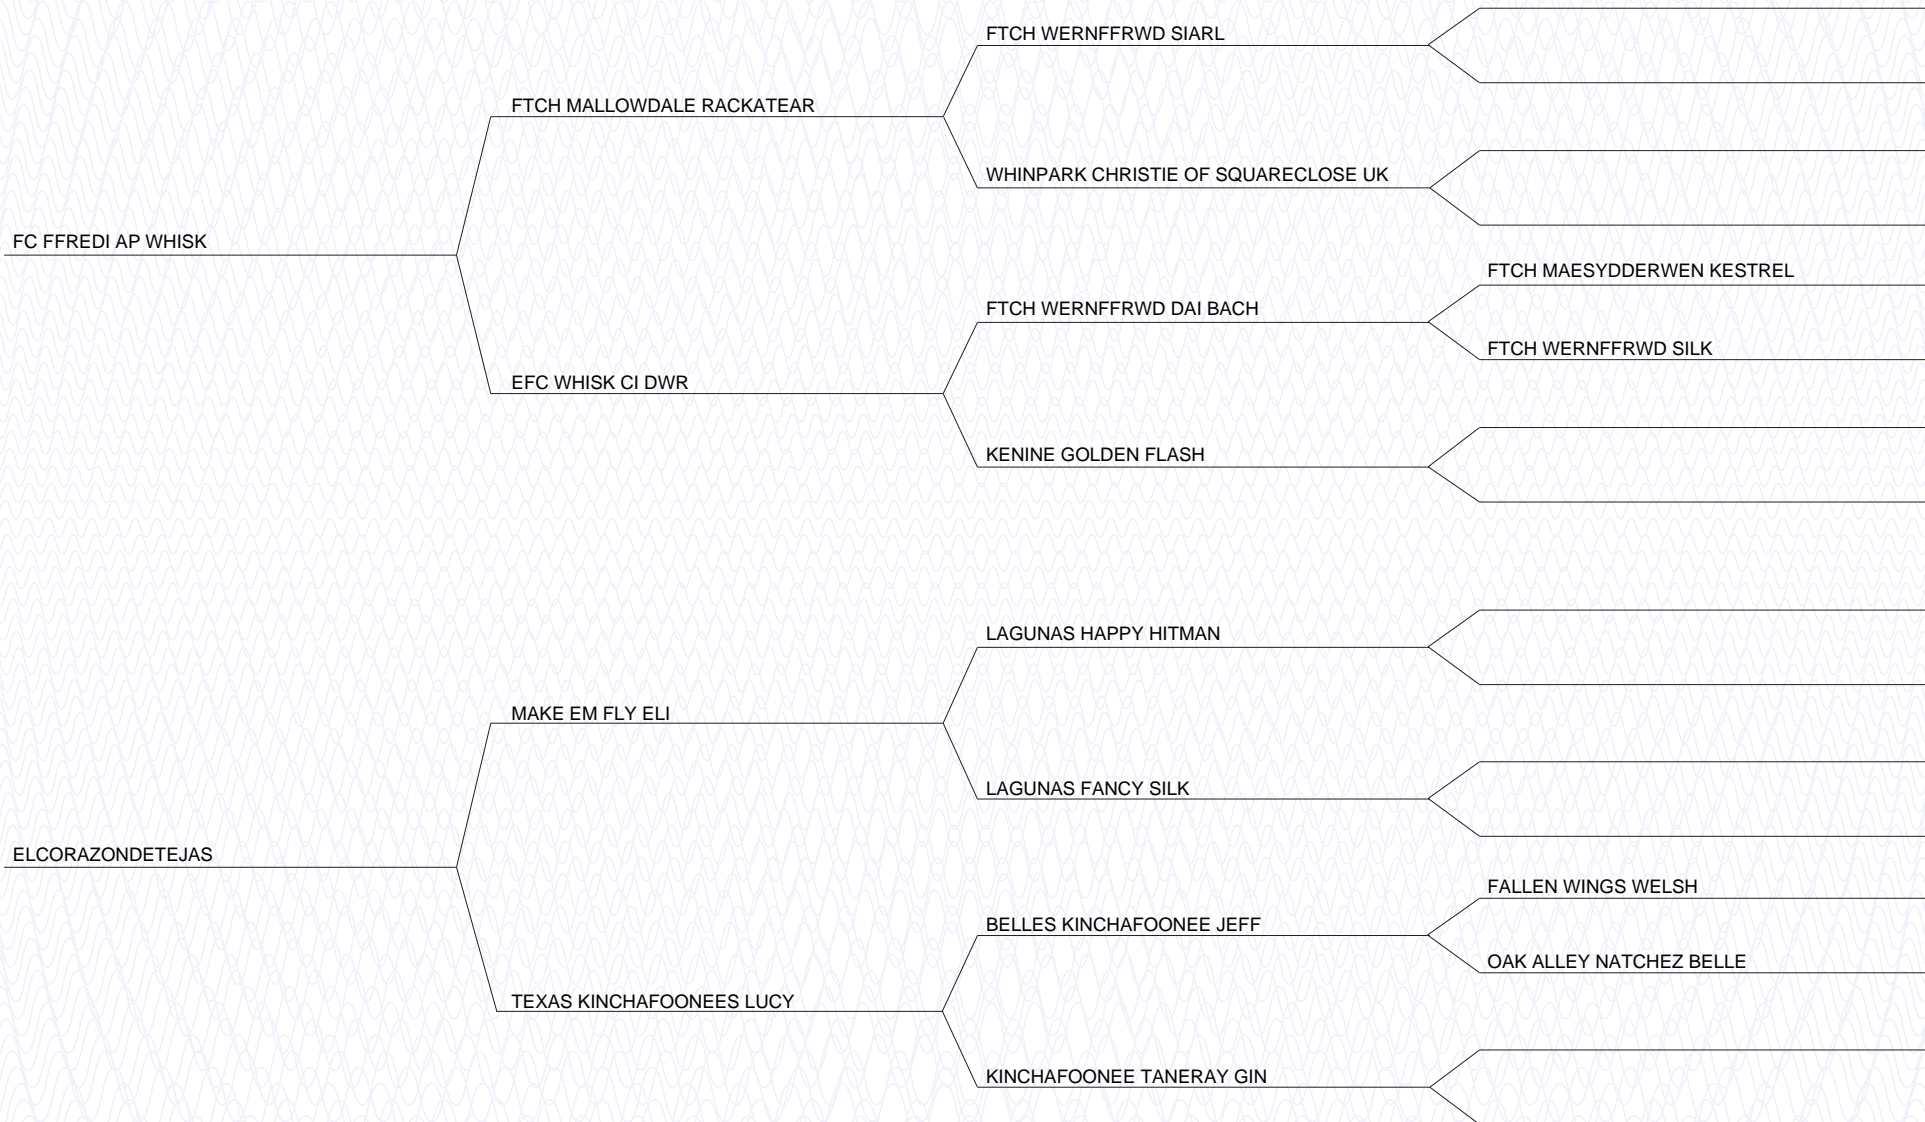 FTCH WERNFFRWD SIARL
FTCH MALLOWDALE RACKATEAR
WHINPARK CHRISTIE OF SQUARECLOSE UK
FC FFREDI AP WHISK
FTCH MAESYDDERWEN KESTREL
FTCH WERNFFRWD DAI BACH
FTCH WERNFFRWD SILK
EFC WHISK CI DWR
KENINE GOLDEN FLASH
LAGUNAS HAPPY HITMAN
MAKE EM FLY ELI
LAGUNAS FANCY SILK
ELCORAZONDETEJAS
FALLEN WINGS WELSH
BELLES KINCHAFOONEE JEFF
OAK ALLEY NATCHEZ BELLE
TEXAS KINCHAFOONEES LUCY
KINCHAFOONEE TANERAY GIN